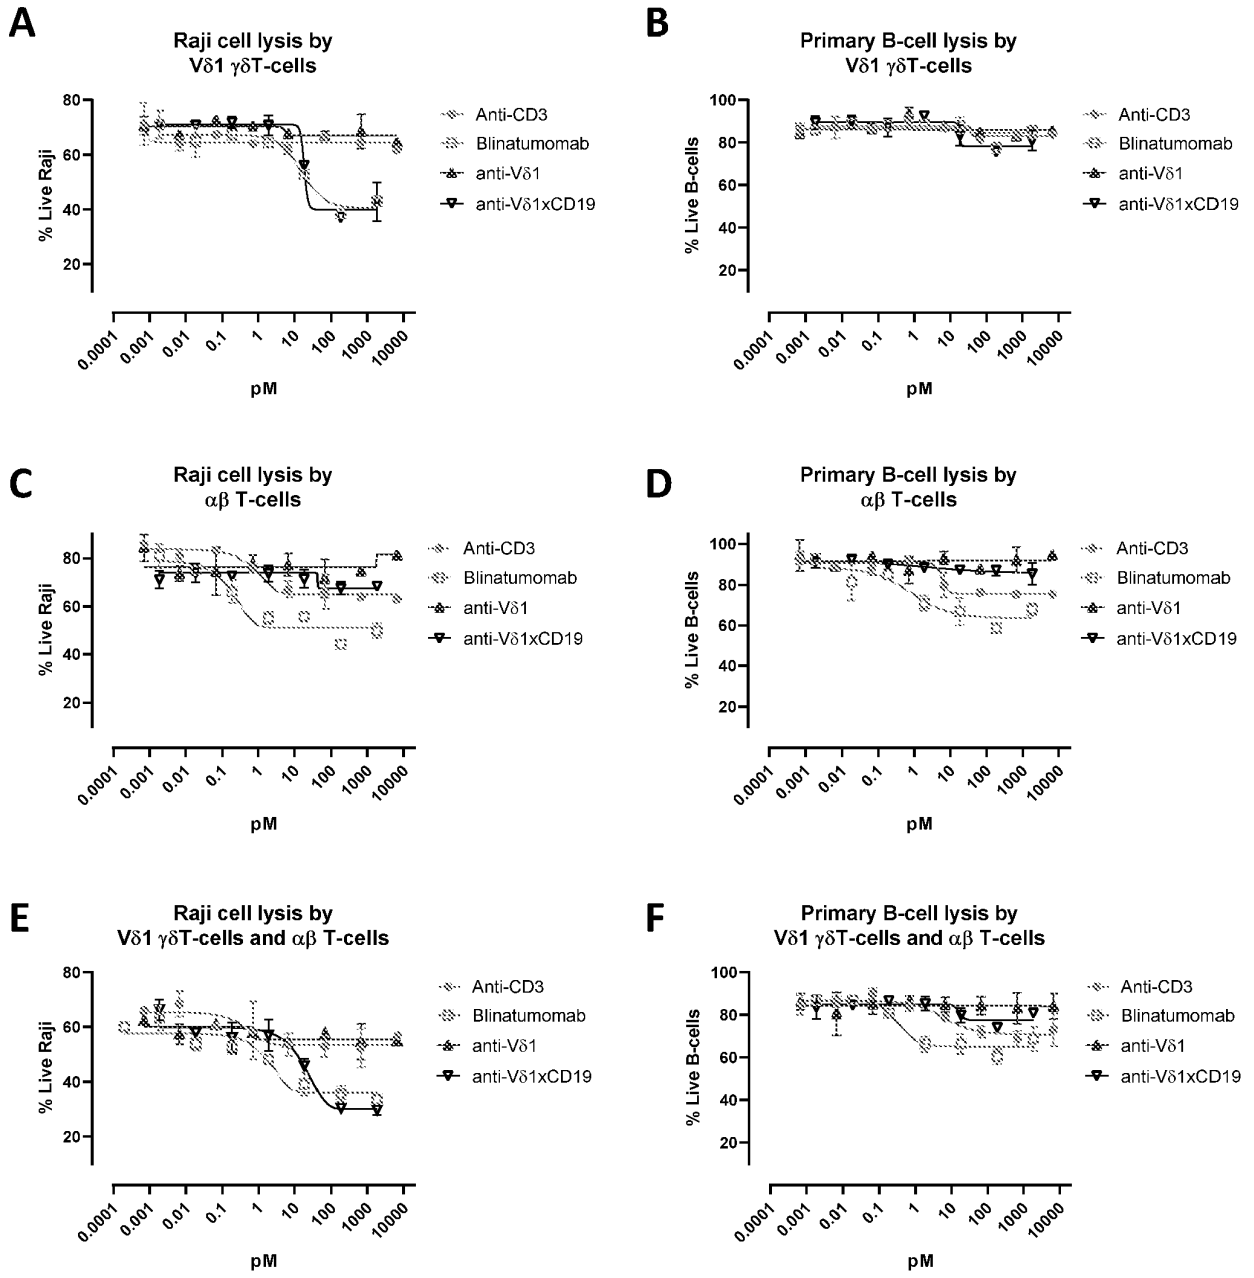 A
Raji cell lysis by
Vδ1 γδT-cells
% Live Raji
80
60
40
20
0.0001
0.001
0.01
0.1
1
10
100
1000
10000
pM
Anti-CD3
Blinatumomab
anti-Vδ1
anti-Vδ1xCD19
B
Primary B-cell lysis by
Vδ1 γδT-cells
% Live B-cells
100
80
60
40
20
0.0001
0.001
0.01
0.1
1
10
100
1000
10000
pM
Anti-CD3
Blinatumomab
anti-Vδ1
anti-Vδ1xCD19
C
Raji cell lysis by
αβ T-cells
% Live Raji
80
60
40
20
0.0001
0.001
0.01
0.1
1
10
100
1000
10000
pM
Anti-CD3
Blinatumomab
anti-Vδ1
anti-Vδ1xCD19
D
Primary B-cell lysis by
αβ T-cells
% Live B-cells
100
80
60
40
20
0.0001
0.001
0.01
0.1
1
10
100
1000
10000
pM
Anti-CD3
Blinatumomab
anti-Vδ1
anti-Vδ1xCD19
E
Raji cell lysis by
Vδ1 γδT-cells and αβ T-cells
% Live Raji
80
60
40
20
0.0001
0.001
0.01
0.1
1
10
100
1000
10000
pM
Anti-CD3
Blinatumomab
anti-Vδ1
anti-Vδ1xCD19
F
Primary B-cell lysis by
Vδ1 γδT-cells and αβ T-cells
% Live B-cells
100
80
60
40
20
0.0001
0.001
0.01
0.1
1
10
100
1000
10000
pM
Anti-CD3
Blinatumomab
anti-Vδ1
anti-Vδ1xCD19